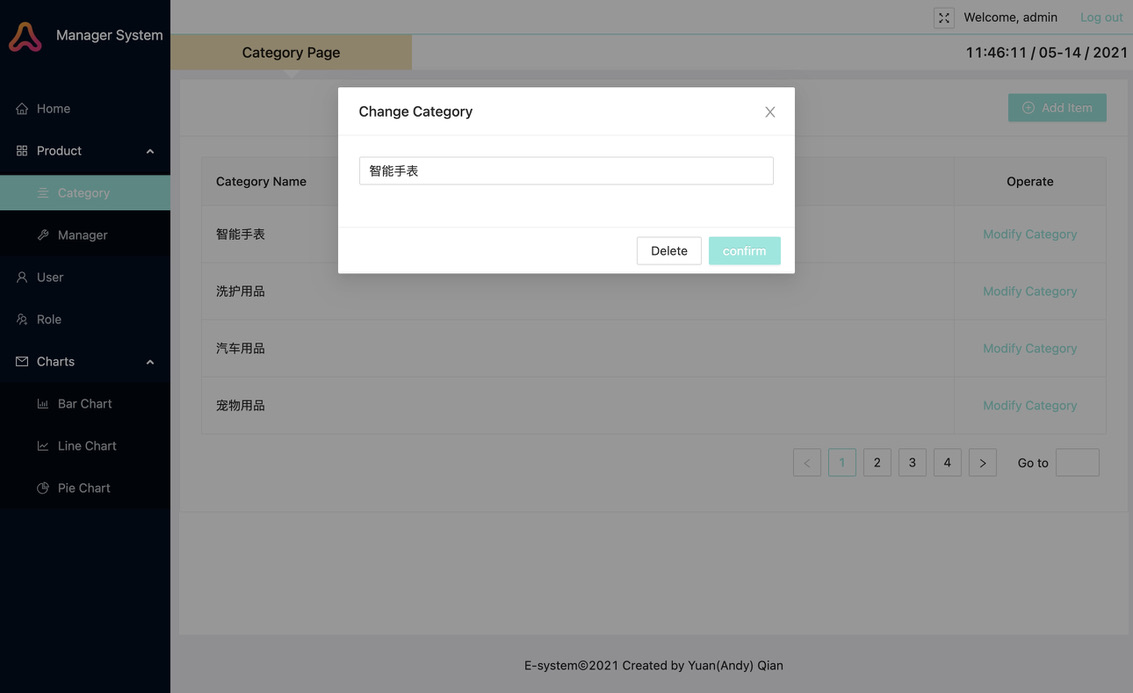 Manager System
Welcome, admin
Log out
Category Page
11:46:11 / 05-14 / 2021
Home
Product
Category
Manager
User
Role
Charts
Bar Chart
Line Chart
Pie Chart
Add Item
Change Category
智能手表
Delete
confirm
Category Name
Operate
智能手表
Modify Category
洗护用品
Modify Category
汽车用品
Modify Category
宠物用品
Modify Category
< 1 2 3 4 > Go to
E-system©2021 Created by Yuan(Andy) Qian